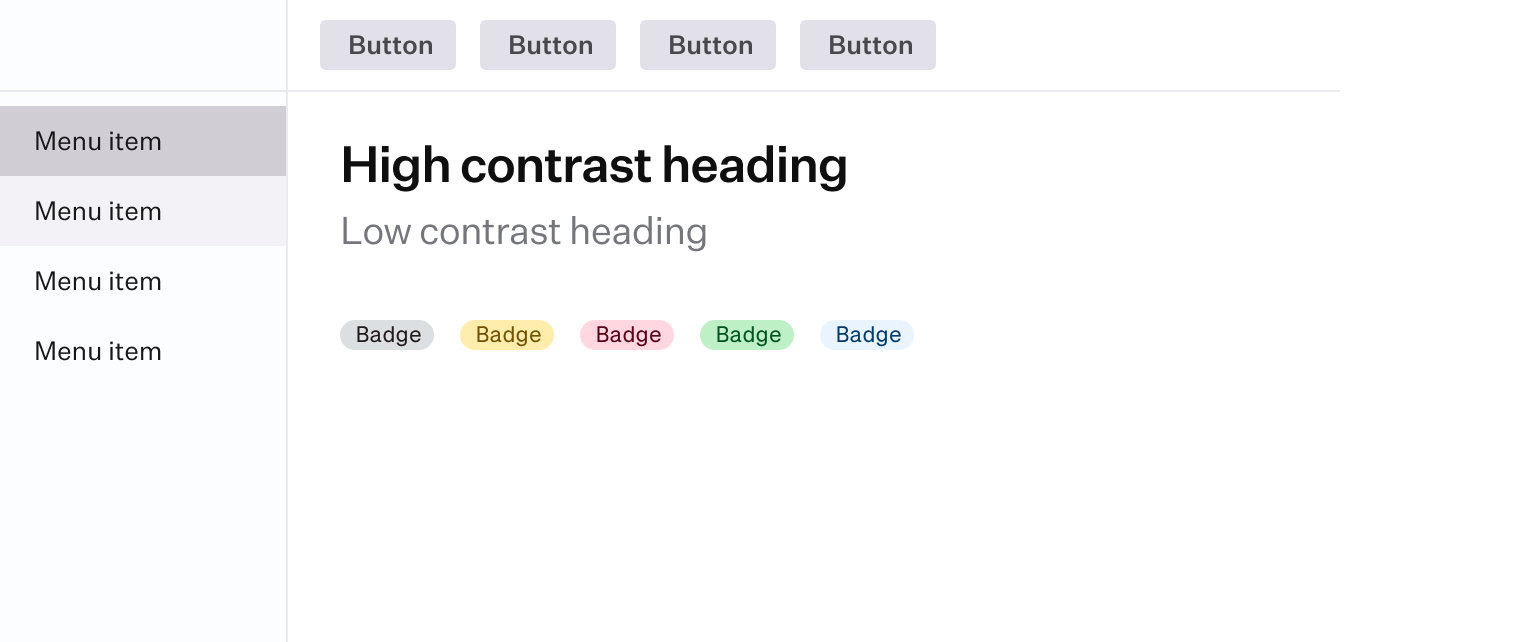 Button Button Button Button
Menu item
Menu item
Menu item
Menu item
High contrast heading
Low contrast heading
Badge Badge Badge Badge Badge